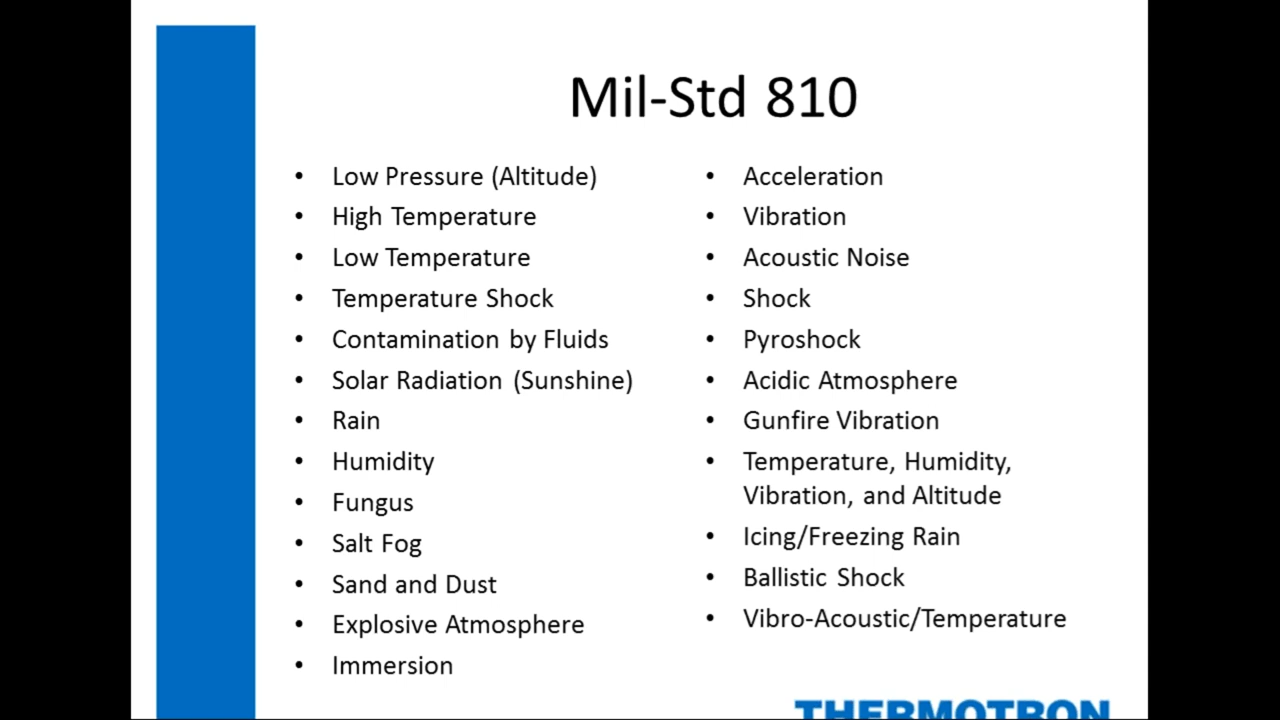 Mil-Std 810
• Low Pressure (Altitude)
• High Temperature
• Low Temperature
• Temperature Shock
• Contamination by Fluids
• Solar Radiation (Sunshine)
• Rain
• Humidity
• Fungus
• Salt Fog
• Sand and Dust
• Explosive Atmosphere
• Immersion
• Acceleration
• Vibration
• Acoustic Noise
• Shock
• Pyroshock
• Acidic Atmosphere
• Gunfire Vibration
• Temperature, Humidity,
Vibration, and Altitude
• Icing/Freezing Rain
• Ballistic Shock
• Vibro-Acoustic/Temperature
THERMOTRON